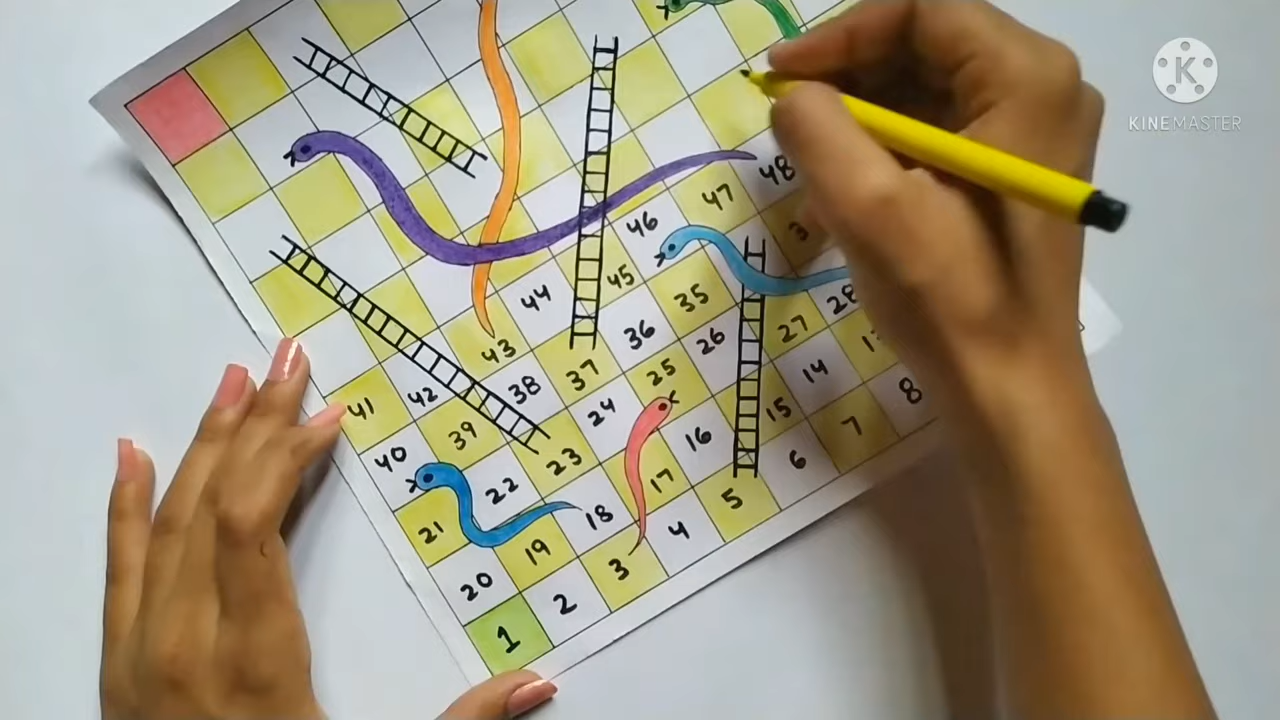 K
KINEMASTER
48
46 47 3
44 45 35 28
43 36 26 27
41 42 38 37 25 14
40 39 24 16 15 8
21 22 23 17 6 7
20 19 18 4 5
1 2 3